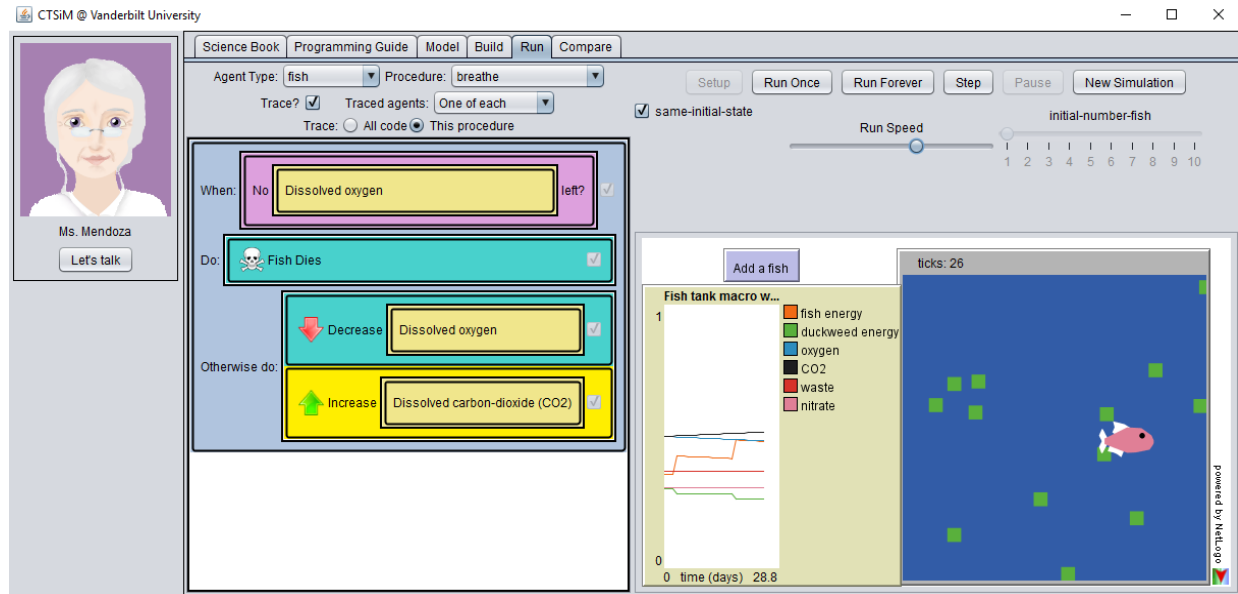 CTSiM @ Vanderbilt University
Ms. Mendoza
Let's talk
Science Book Programming Guide Model Build Run Compare
Agent Type: fish Procedure: breathe
Trace? Traced agents: One of each
Trace: All code This procedure
When: No Dissolved oxygen left?
Do: Fish Dies
Otherwise do:
Decrease Dissolved oxygen
Increase Dissolved carbon-dioxide (CO2)
Setup Run Once Run Forever Step Pause New Simulation
same-initial-state
Run Speed
initial-number-fish
1 2 3 4 5 6 7 8 9 10
Add a fish
ticks: 26
Fish tank macro w...
1
fish energy
duckweed energy
oxygen
CO2
waste
nitrate
0
0 time (days) 28.8
powered by NetLogo